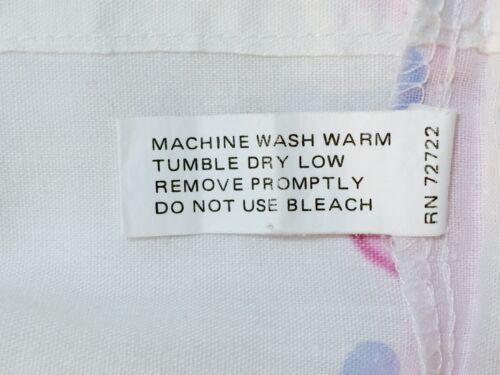 MACHINE WASH WARM
TUMBLE DRY LOW
REMOVE PROMPTLY
DO NOT USE BLEACH
RN 72722